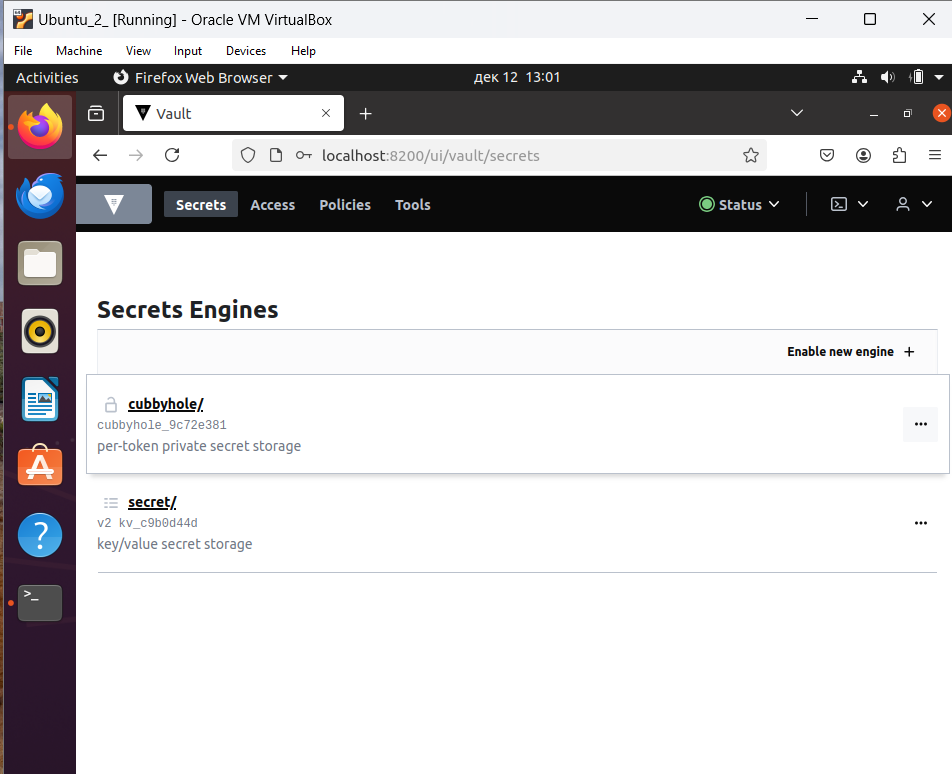 Ubuntu_2_ [Running] - Oracle VM VirtualBox
File Machine View Input Devices Help
Activities Firefox Web Browser дек 12 13:01
Vault
localhost:8200/ui/vault/secrets
Secrets Access Policies Tools Status
Secrets Engines
Enable new engine +
cubbyhole/
cubbyhole_9c72e381
per-token private secret storage
secret/
v2 kv_c9b0d44d
key/value secret storage